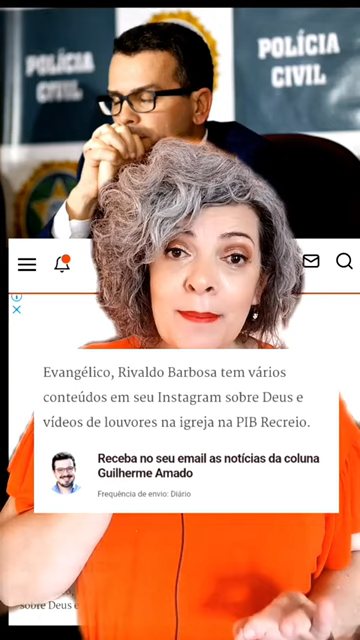 POLÍCIA
CIVIL
POLÍCIA
CIVIL
Evangélico, Rivaldo Barbosa tem vários
conteúdos em seu Instagram sobre Deus e
vídeos de louvores na igreja na PIB Recreio.
Receba no seu email as notícias da coluna
Guilherme Amado
Frequência de envio: Diário
sobre Deus e